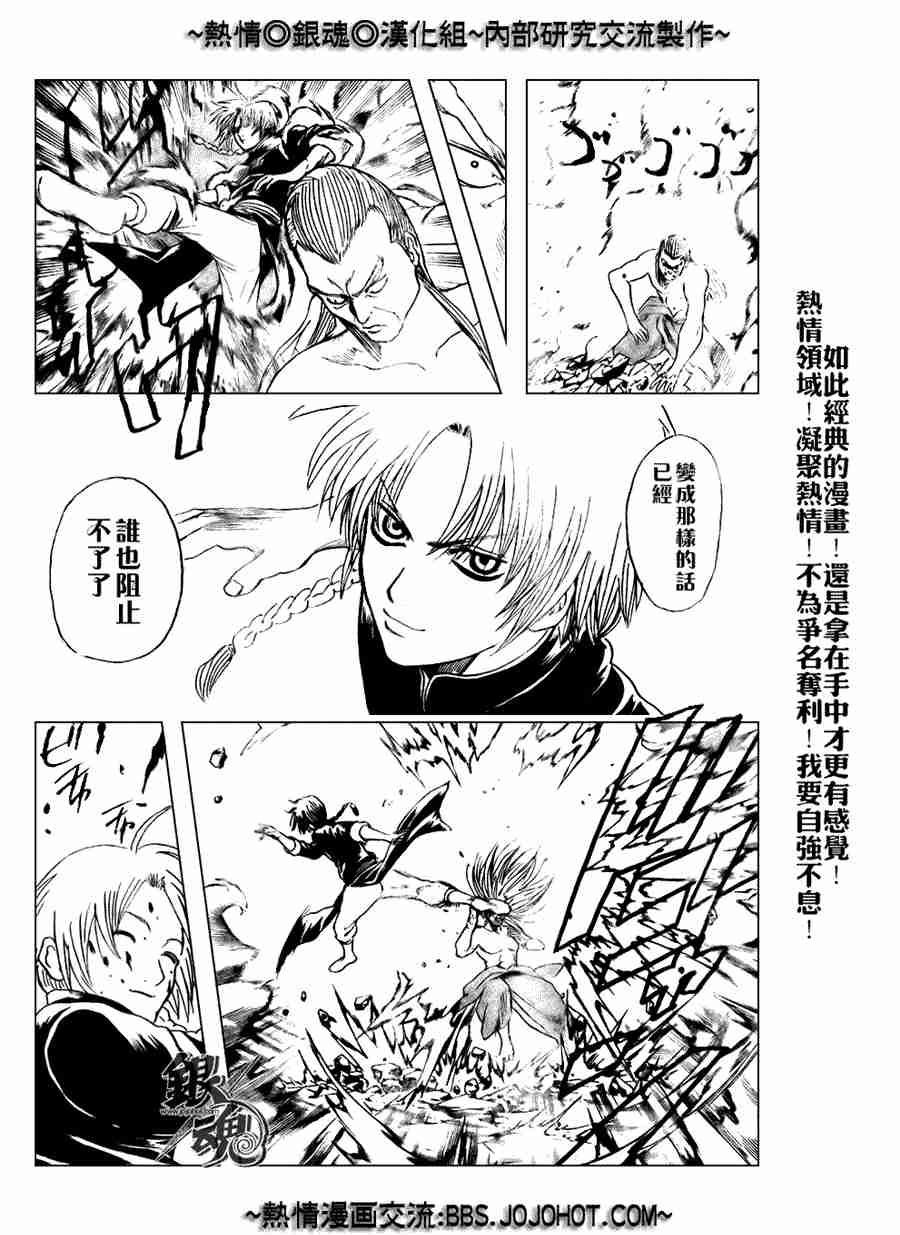 ~熱情◎銀魂◎漢化組~內部研究交流製作~
ゴゴゴゴゴ
變成那樣的話
已經
誰也阻止
不了了
如此經典的漫畫！還是拿在手中才更有感覺！
熱情領域！凝聚熱情！不為爭名奪利！我要自強不息！
銀魂
~熱情漫画交流:BBS.JOJOHOT.COM~